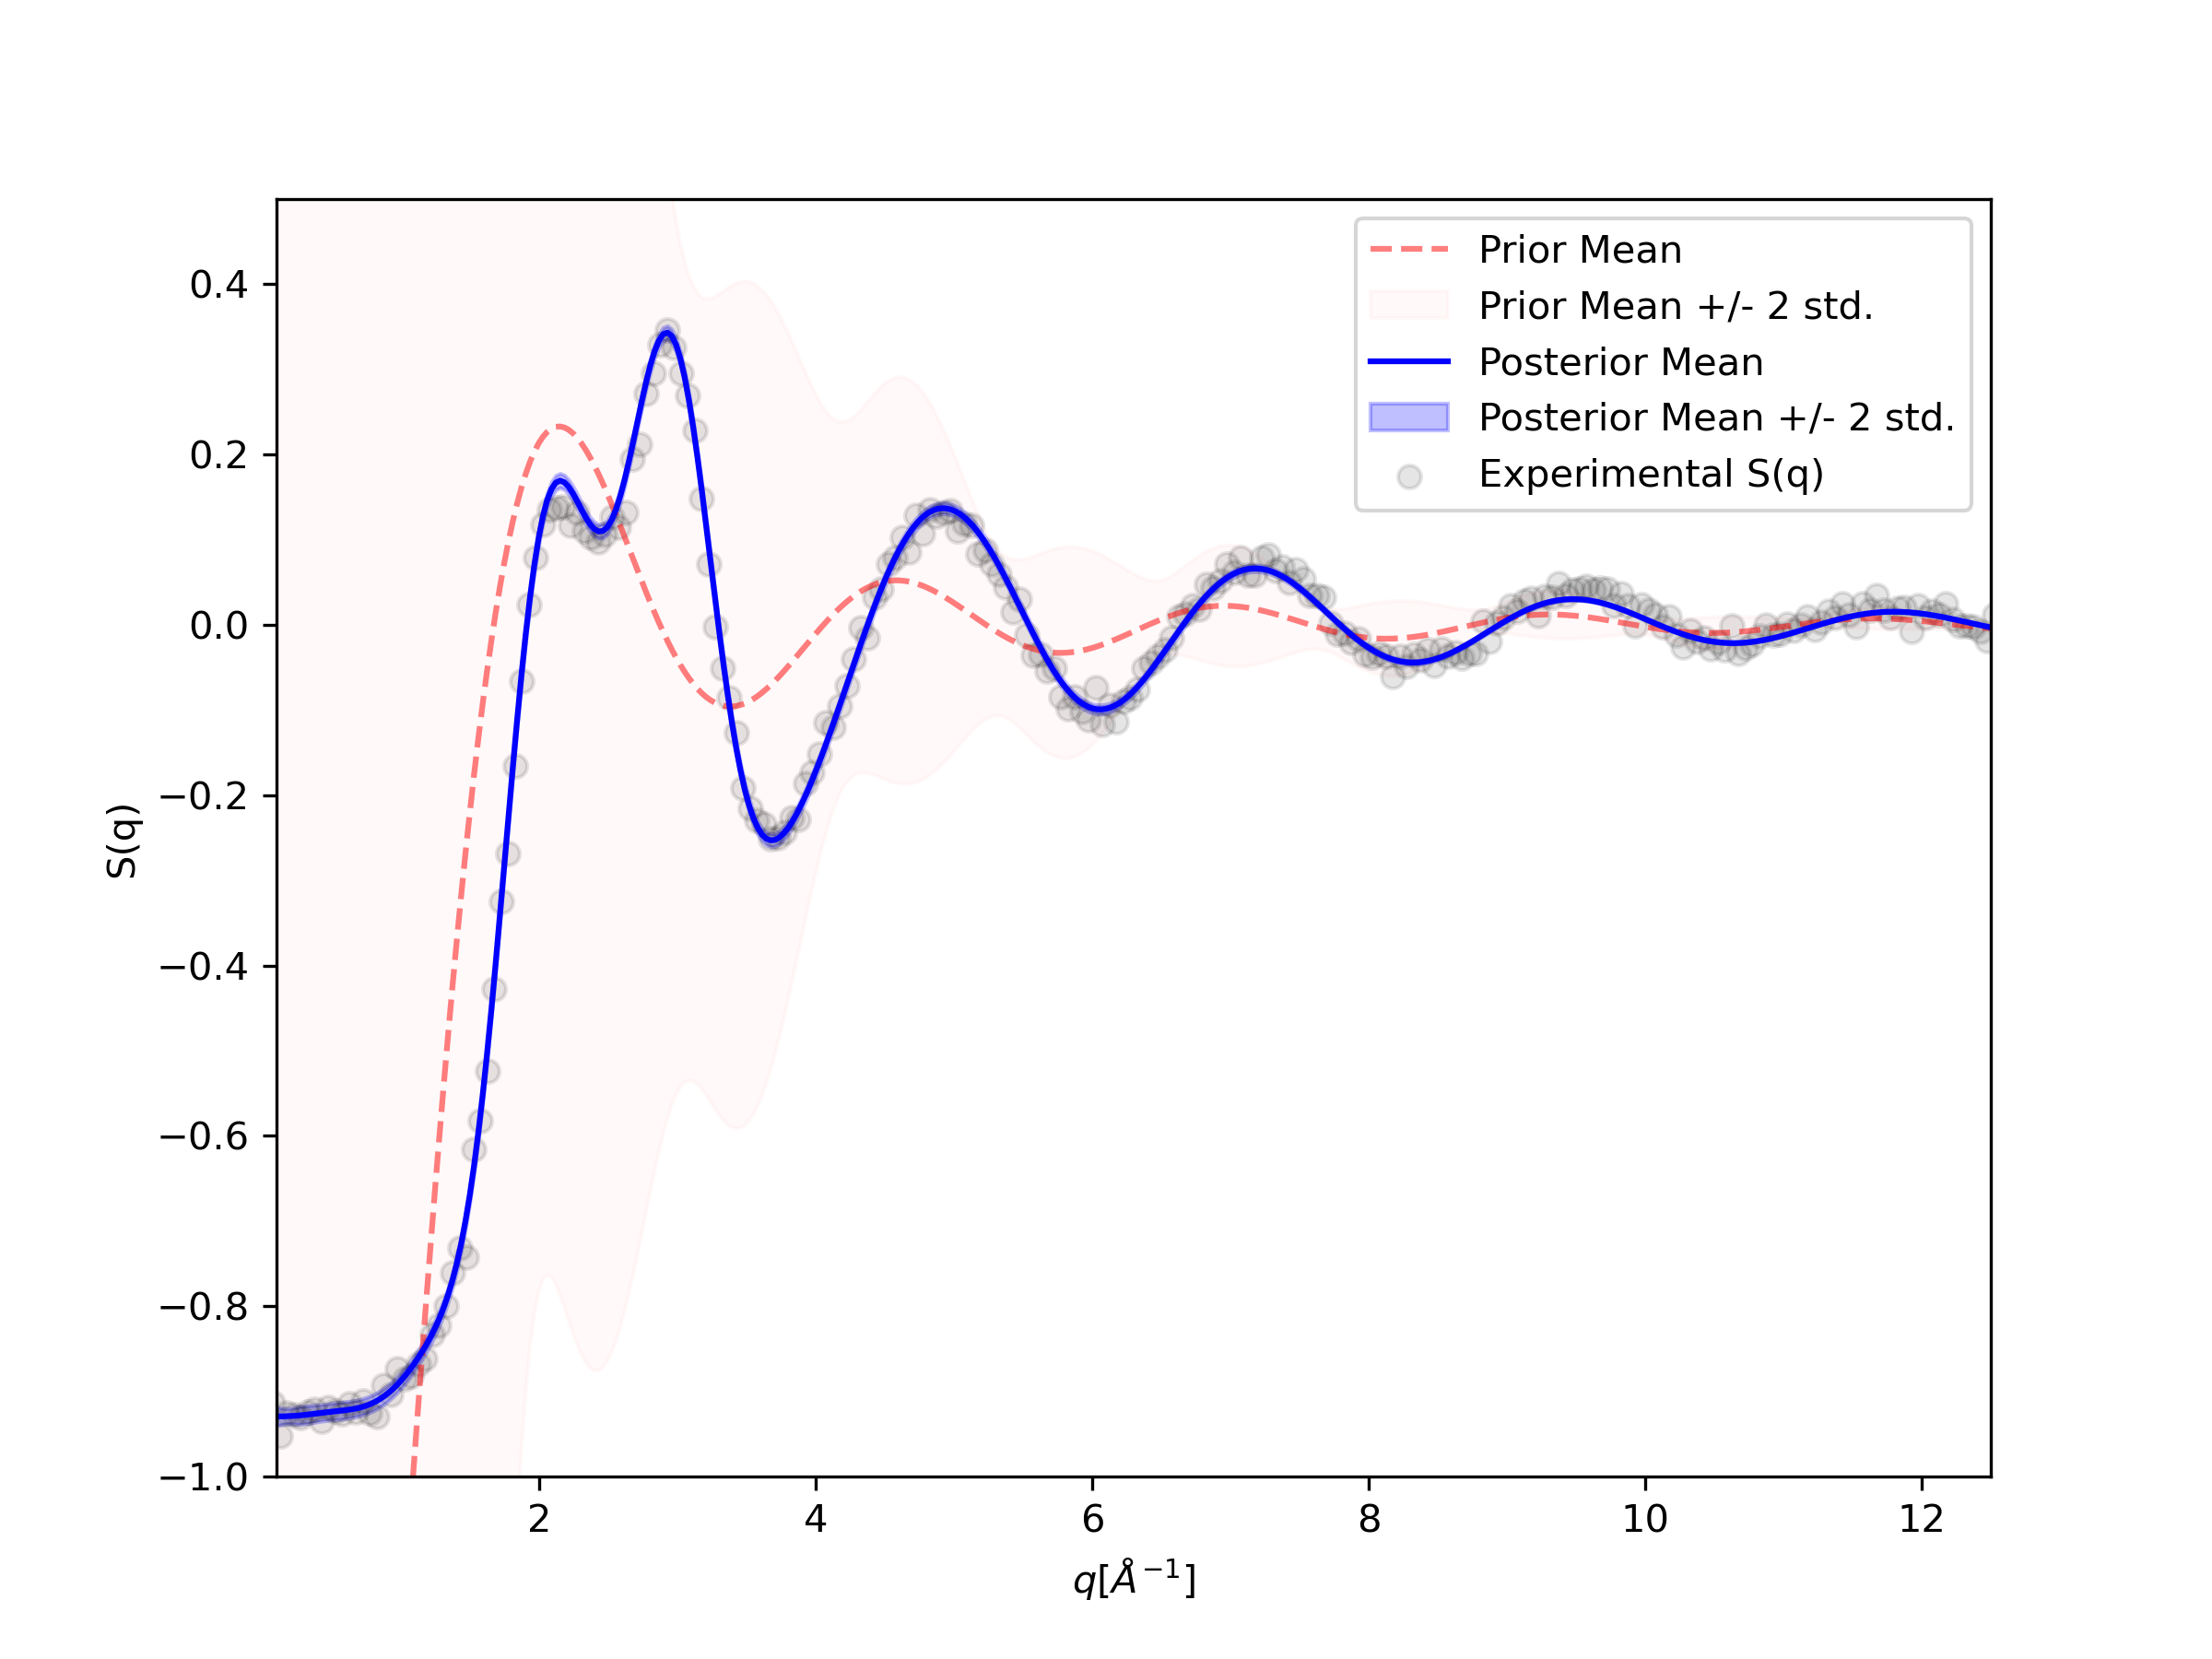 Prior Mean
Prior Mean +/- 2 std.
Posterior Mean
Posterior Mean +/- 2 std.
Experimental S(q)
0.4
0.2
0.0
−0.2
−0.4
−0.6
−0.8
−1.0
S(q)
2 4 6 8 10 12
q[Å⁻¹]